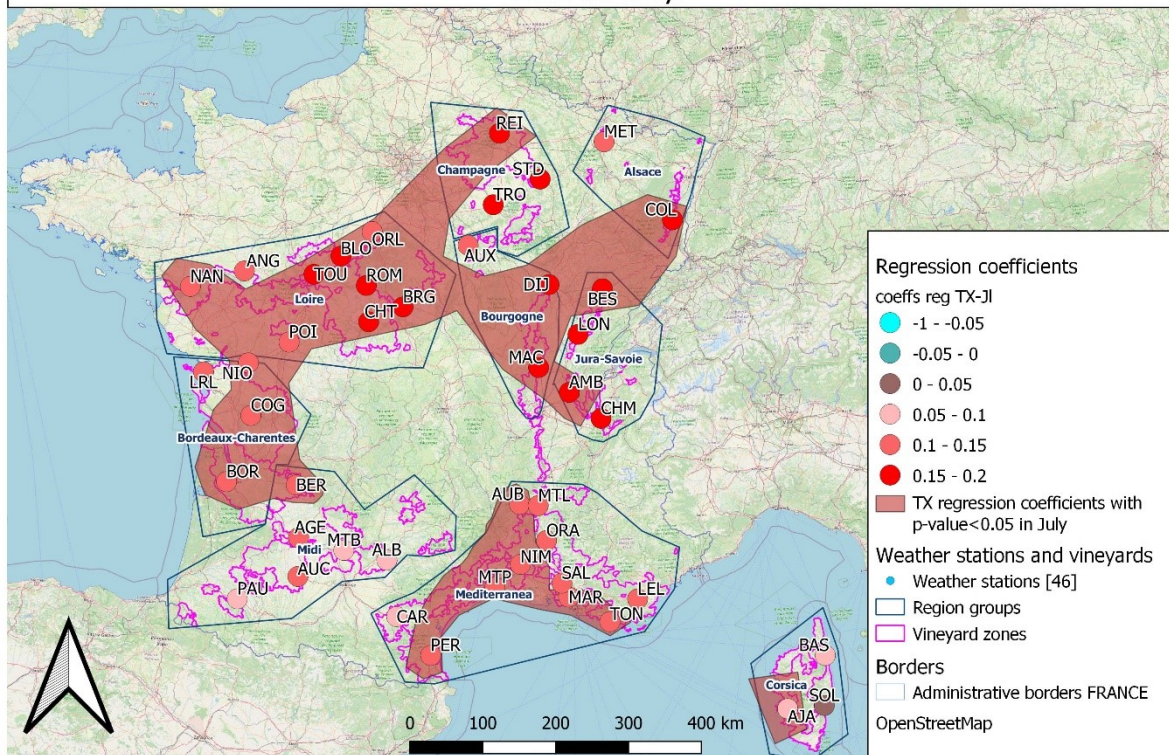 REI
MET
Champagne
STD
Alsace
TRO
COL
ORL
BLO
AUX
ANG
NAN
TOU
ROM
DIJ
BES
Loire
BRG
CHT
Bourgogne
LON
POI
MAC
Jura-Savoie
NIO
LRL
AMB
CHM
COG
Bordeaux-Charentes
BOR
BER
AUB
MTL
AGE
ORA
MTB
Midi
ALB
NIM
AUC
MTP
SAL
Mediterranea
MAR
LEL
PAU
CAR
TON
PER
BAS
Corsica
SOL
AJA
0 100 200 300 400 km
Regression coefficients
coeffs reg TX-Jl
-1 - -0.05
-0.05 - 0
0 - 0.05
0.05 - 0.1
0.1 - 0.15
0.15 - 0.2
TX regression coefficients with
p-value<0.05 in July
Weather stations and vineyards
Weather stations [46]
Region groups
Vineyard zones
Borders
Administrative borders FRANCE
OpenStreetMap